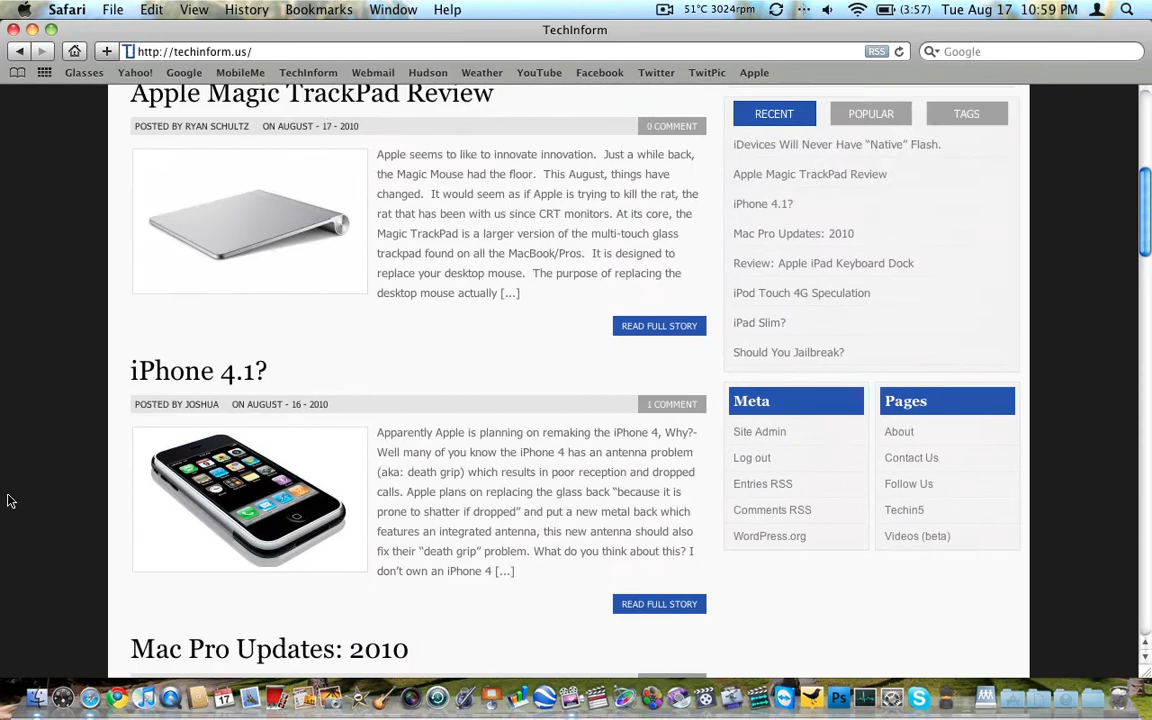 Safari File Edit View History Bookmarks Window Help 51°C 3024rpm (3:57) Tue Aug 17 10:59 PM
TechInform
http://techinform.us/ RSS Google
Glasses Yahoo! Google MobileMe TechInform Webmail Hudson Weather YouTube Facebook Twitter TwitPic Apple
Apple Magic TrackPad Review
POSTED BY RYAN SCHULTZ ON AUGUST - 17 - 2010 0 COMMENT
Apple seems to like to innovate innovation. Just a while back,
the Magic Mouse had the floor. This August, things have
changed. It would seem as if Apple is trying to kill the rat, the
rat that has been with us since CRT monitors. At its core, the
Magic TrackPad is a larger version of the multi-touch glass
trackpad found on all the MacBook/Pros. It is designed to
replace your desktop mouse. The purpose of replacing the
desktop mouse actually [...]
READ FULL STORY
iPhone 4.1?
POSTED BY JOSHUA ON AUGUST - 16 - 2010 1 COMMENT
Apparently Apple is planning on remaking the iPhone 4, Why?-
Well many of you know the iPhone 4 has an antenna problem
(aka: death grip) which results in poor reception and dropped
calls. Apple plans on replacing the glass back “because it is
prone to shatter if dropped” and put a new metal back which
features an integrated antenna, this new antenna should also
fix their “death grip” problem. What do you think about this? I
don’t own an iPhone 4 [...]
READ FULL STORY
Mac Pro Updates: 2010
RECENT POPULAR TAGS
iDevices Will Never Have “Native” Flash.
Apple Magic TrackPad Review
iPhone 4.1?
Mac Pro Updates: 2010
Review: Apple iPad Keyboard Dock
iPod Touch 4G Speculation
iPad Slim?
Should You Jailbreak?
Meta
Site Admin
Log out
Entries RSS
Comments RSS
WordPress.org
Pages
About
Contact Us
Follow Us
Techin5
Videos (beta)
17
Ps